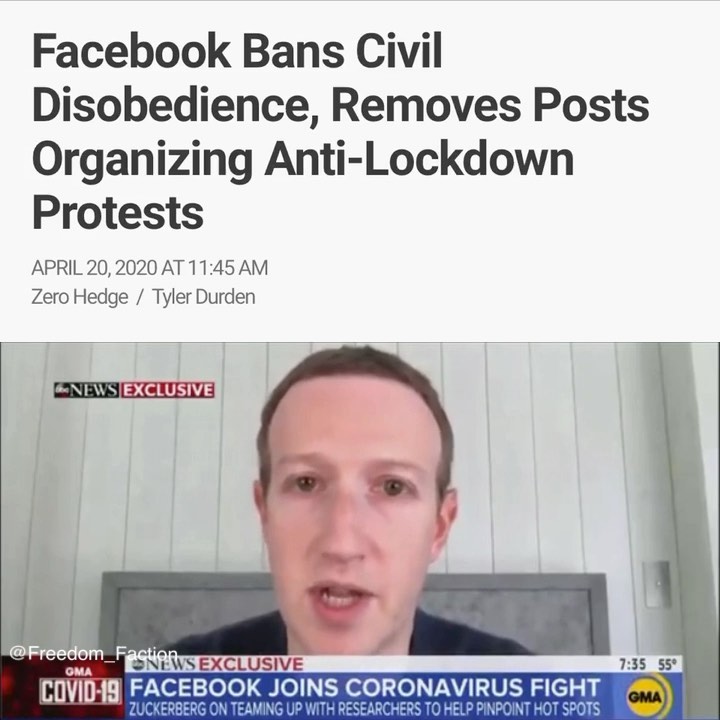 Facebook Bans Civil
Disobedience, Removes Posts
Organizing Anti-Lockdown
Protests
APRIL 20, 2020 AT 11:45 AM
Zero Hedge / Tyler Durden
abc NEWS EXCLUSIVE
@Freedom_Faction
abc NEWS EXCLUSIVE 7:35 55°
GMA
COVID-19 FACEBOOK JOINS CORONAVIRUS FIGHT GMA
ZUCKERBERG ON TEAMING UP WITH RESEARCHERS TO HELP PINPOINT HOT SPOTS